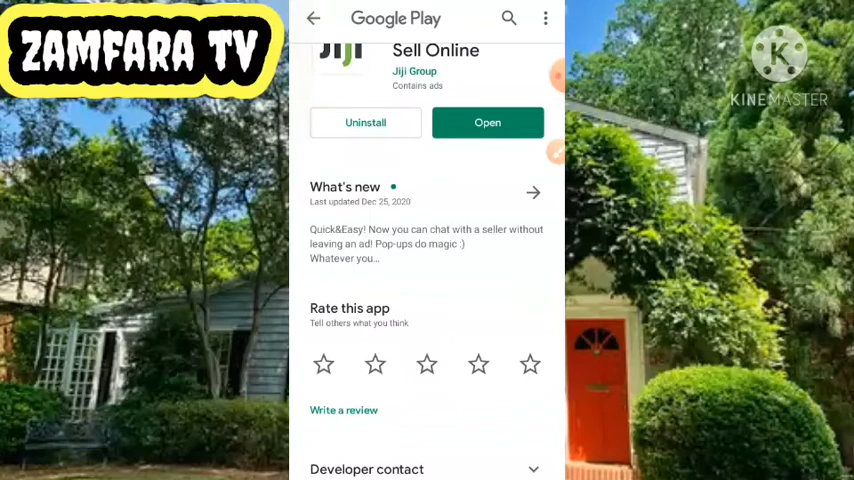 ZAMFARA TV
Google Play
JIJI
Sell Online
Jiji Group
Contains ads
Uninstall
Open
What's new
Last updated Dec 25, 2020
Quick&Easy! Now you can chat with a seller without
leaving an ad! Pop-ups do magic :)
Whatever you...
Rate this app
Tell others what you think
Write a review
Developer contact
K
KINEMASTER